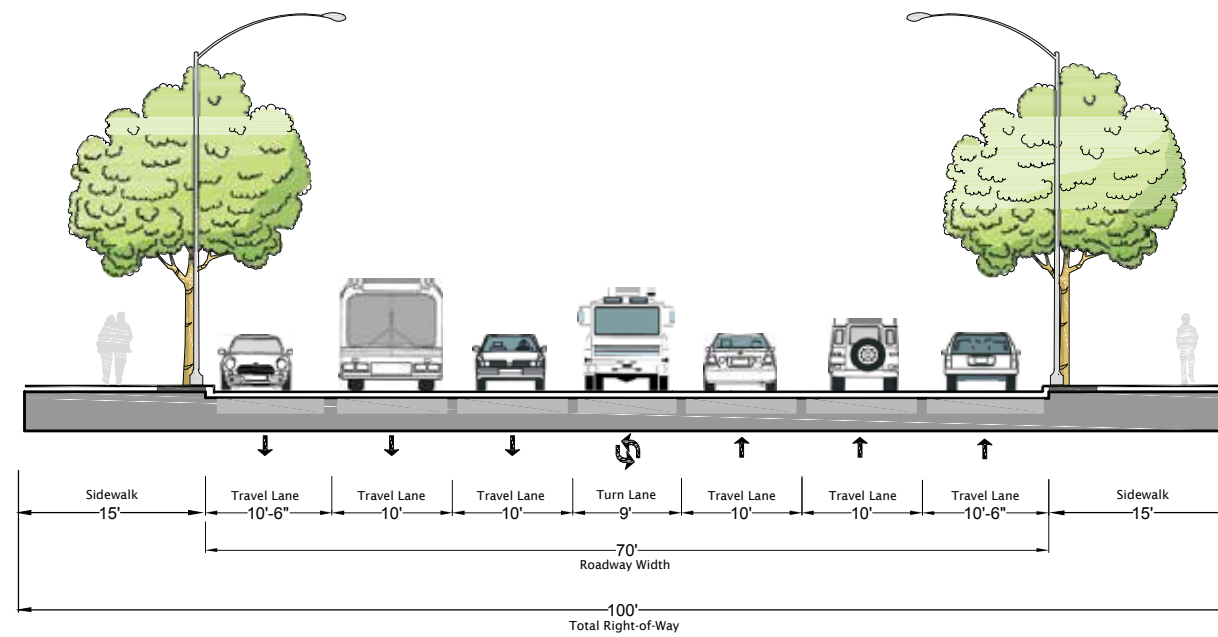 Sidewalk Travel Lane Travel Lane Travel Lane Turn Lane Travel Lane Travel Lane Travel Lane Sidewalk
15' 10'-6" 10' 10' 9' 10' 10' 10'-6" 15'
70'
Roadway Width
100'
Total Right-of-Way